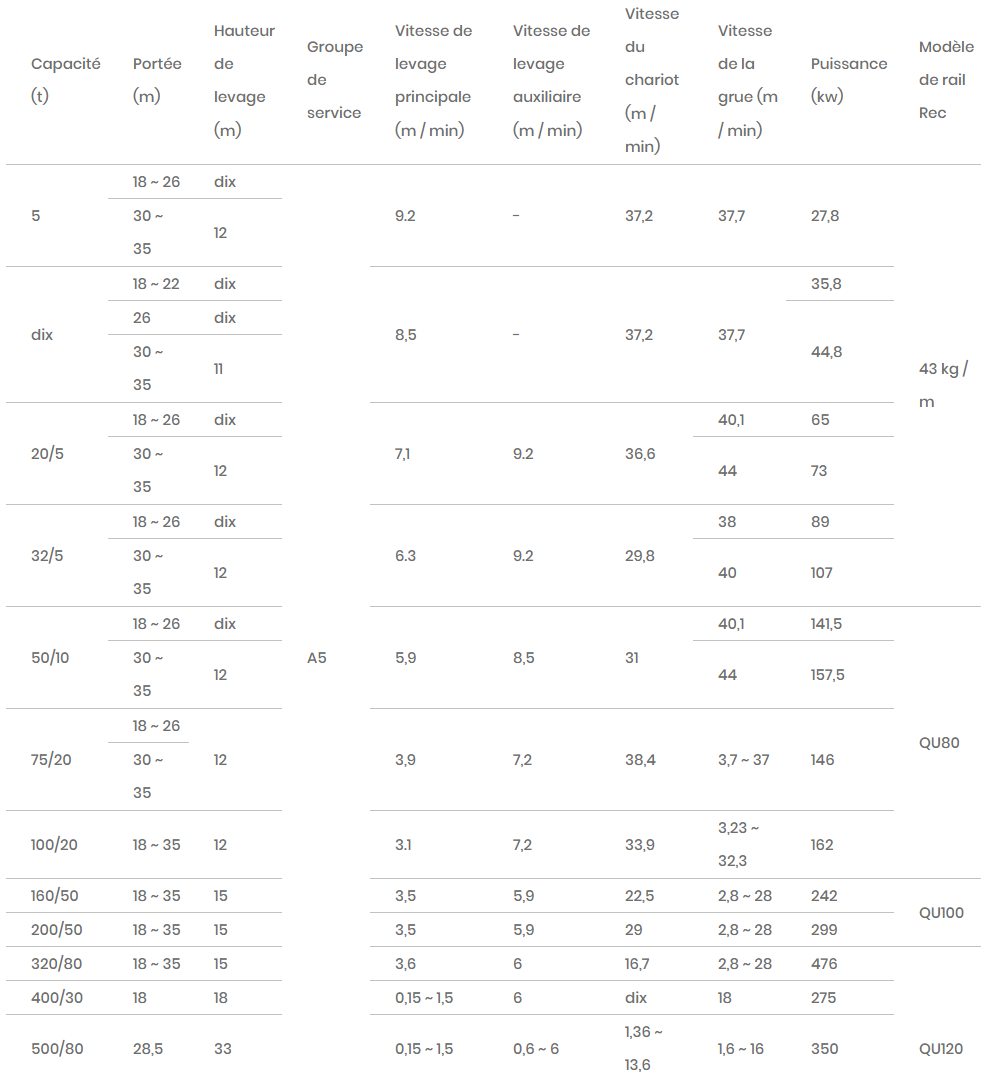 Capacité (t) | Portée (m) | Hauteur de levage (m) | Groupe de service | Vitesse de levage principale (m / min) | Vitesse de levage auxiliaire (m / min) | Vitesse du chariot (m / min) | Vitesse de la grue (m / min) | Puissance (kw) | Modèle de rail Rec
5 | 18 ~ 26 | dix | A5 | 9.2 | - | 37,2 | 37,7 | 27,8 | 43 kg / m
30 ~ 35 | 12
dix | 18 ~ 22 | dix | 8,5 | - | 37,2 | 37,7 | 35,8
26 | dix | 44,8
30 ~ 35 | 11
20/5 | 18 ~ 26 | dix | 7,1 | 9.2 | 36,6 | 40,1 | 65
30 ~ 35 | 12 | 44 | 73
32/5 | 18 ~ 26 | dix | 6.3 | 9.2 | 29,8 | 38 | 89
30 ~ 35 | 12 | 40 | 107
50/10 | 18 ~ 26 | dix | 5,9 | 8,5 | 31 | 40,1 | 141,5 | QU80
30 ~ 35 | 12 | 44 | 157,5
75/20 | 18 ~ 26 | 12 | 3,9 | 7,2 | 38,4 | 3,7 ~ 37 | 146
30 ~ 35
100/20 | 18 ~ 35 | 12 | 3.1 | 7,2 | 33,9 | 3,23 ~ 32,3 | 162
160/50 | 18 ~ 35 | 15 | 3,5 | 5,9 | 22,5 | 2,8 ~ 28 | 242 | QU100
200/50 | 18 ~ 35 | 15 | 3,5 | 5,9 | 29 | 2,8 ~ 28 | 299
320/80 | 18 ~ 35 | 15 | 3,6 | 6 | 16,7 | 2,8 ~ 28 | 476 | QU120
400/30 | 18 | 18 | 0,15 ~ 1,5 | 6 | dix | 18 | 275
500/80 | 28,5 | 33 | 0,15 ~ 1,5 | 0,6 ~ 6 | 1,36 ~ 13,6 | 1,6 ~ 16 | 350